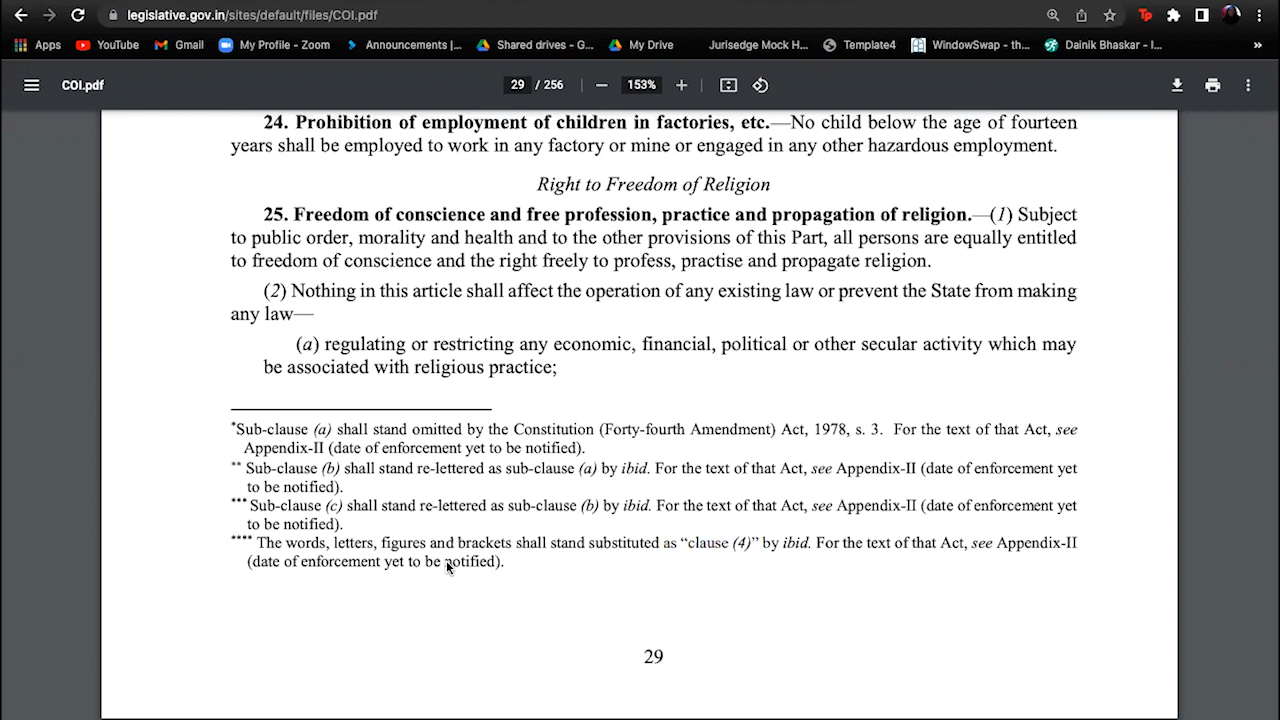 legislative.gov.in/sites/default/files/COI.pdf
Apps YouTube Gmail My Profile - Zoom Announcements |... Shared drives - G... My Drive Jurisedge Mock H... Template4 WindowSwap - th... Dainik Bhaskar - l... »
COI.pdf 29 / 256 — 153% +
24. Prohibition of employment of children in factories, etc.—No child below the age of fourteen
years shall be employed to work in any factory or mine or engaged in any other hazardous employment.
Right to Freedom of Religion
25. Freedom of conscience and free profession, practice and propagation of religion.—(1) Subject
to public order, morality and health and to the other provisions of this Part, all persons are equally entitled
to freedom of conscience and the right freely to profess, practise and propagate religion.
(2) Nothing in this article shall affect the operation of any existing law or prevent the State from making
any law—
(a) regulating or restricting any economic, financial, political or other secular activity which may
be associated with religious practice;
*Sub-clause (a) shall stand omitted by the Constitution (Forty-fourth Amendment) Act, 1978, s. 3. For the text of that Act, see
Appendix-II (date of enforcement yet to be notified).
** Sub-clause (b) shall stand re-lettered as sub-clause (a) by ibid. For the text of that Act, see Appendix-II (date of enforcement yet
to be notified).
*** Sub-clause (c) shall stand re-lettered as sub-clause (b) by ibid. For the text of that Act, see Appendix-II (date of enforcement yet
to be notified).
**** The words, letters, figures and brackets shall stand substituted as “clause (4)” by ibid. For the text of that Act, see Appendix-II
(date of enforcement yet to be notified).
29